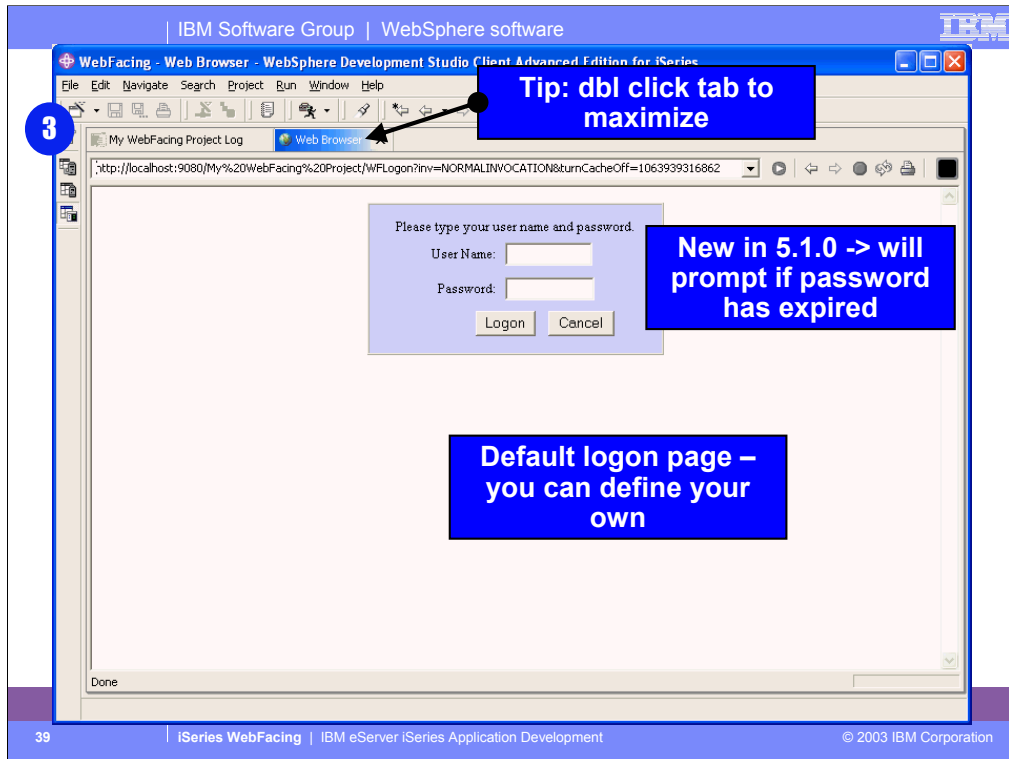 IBM Software Group | WebSphere software
IBM
WebFacing - Web Browser - WebSphere Development Studio Client Advanced Edition for iSeries
File Edit Navigate Search Project Run Window Help
Tip: dbl click tab to
maximize
3
My WebFacing Project Log
Web Browser
http://localhost:9080/My%20WebFacing%20Project/WFLogon?inv=NORMALINVOCATION&turnCacheOff=1063939316862
Please type your user name and password.
User Name:
Password:
Logon Cancel
New in 5.1.0 -> will
prompt if password
has expired
Default logon page –
you can define your
own
Done
39
iSeries WebFacing | IBM eServer iSeries Application Development
© 2003 IBM Corporation